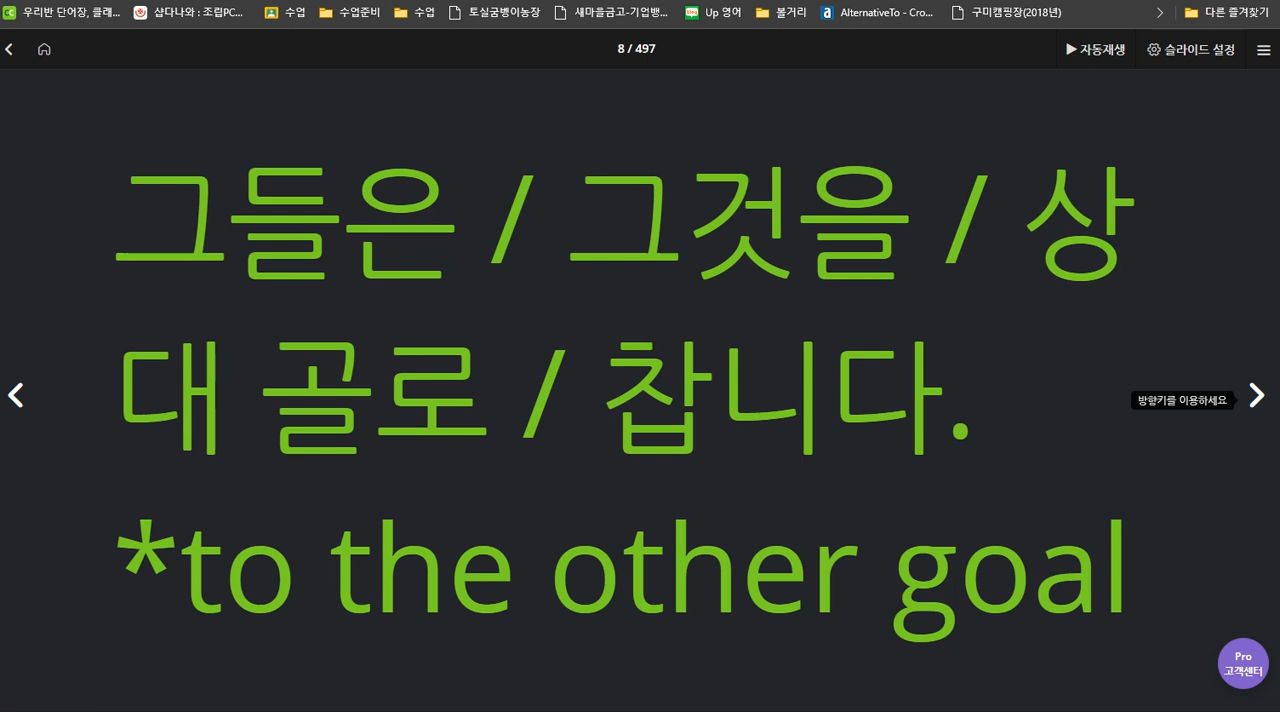 우리반 단어장, 클래... 샵다나와 : 조립PC... 수업 수업준비 수업 토실굼벵이농장 새마을금고-기업뱅... Up 영어 볼거리 AlternativeTo - Cro... 구미캠핑장(2018년) 다른 즐겨찾기
8 / 497 자동재생 슬라이드 설정
그들은 / 그것을 / 상
대 골로 / 찹니다.
방향키를 이용하세요
*to the other goal
Pro
고객센터